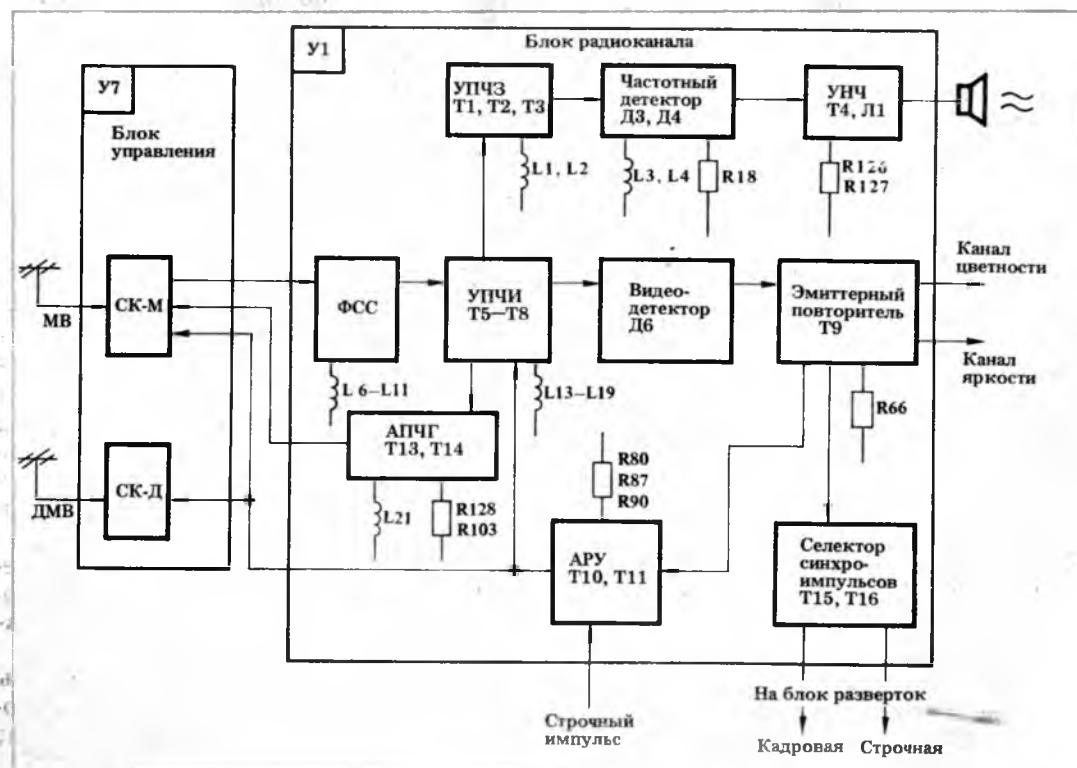 У1
Блок радиоканала
У7
Блок
управления
УПЧЗ
Т1, Т2, Т3
Частотный
детектор
Д3, Д4
УНЧ
Т4, Л1
L1, L2
L3, L4
R18
R126
R127
СК-М
МВ
ФСС
УПЧИ
Т5—Т8
Видео-
детектор
Д6
Эмиттерный
повторитель
Т9
Канал
цветности
Канал
яркости
L 6–L11
L13–L19
R66
АПЧГ
Т13, Т14
СК-Д
ДМВ
L21
R128
R103
R80
R87
R90
АРУ
Т10, Т11
Селектор
синхро-
импульсов
Т15, Т16
Строчный
импульс
На блок разверток
Кадровая
Строчная